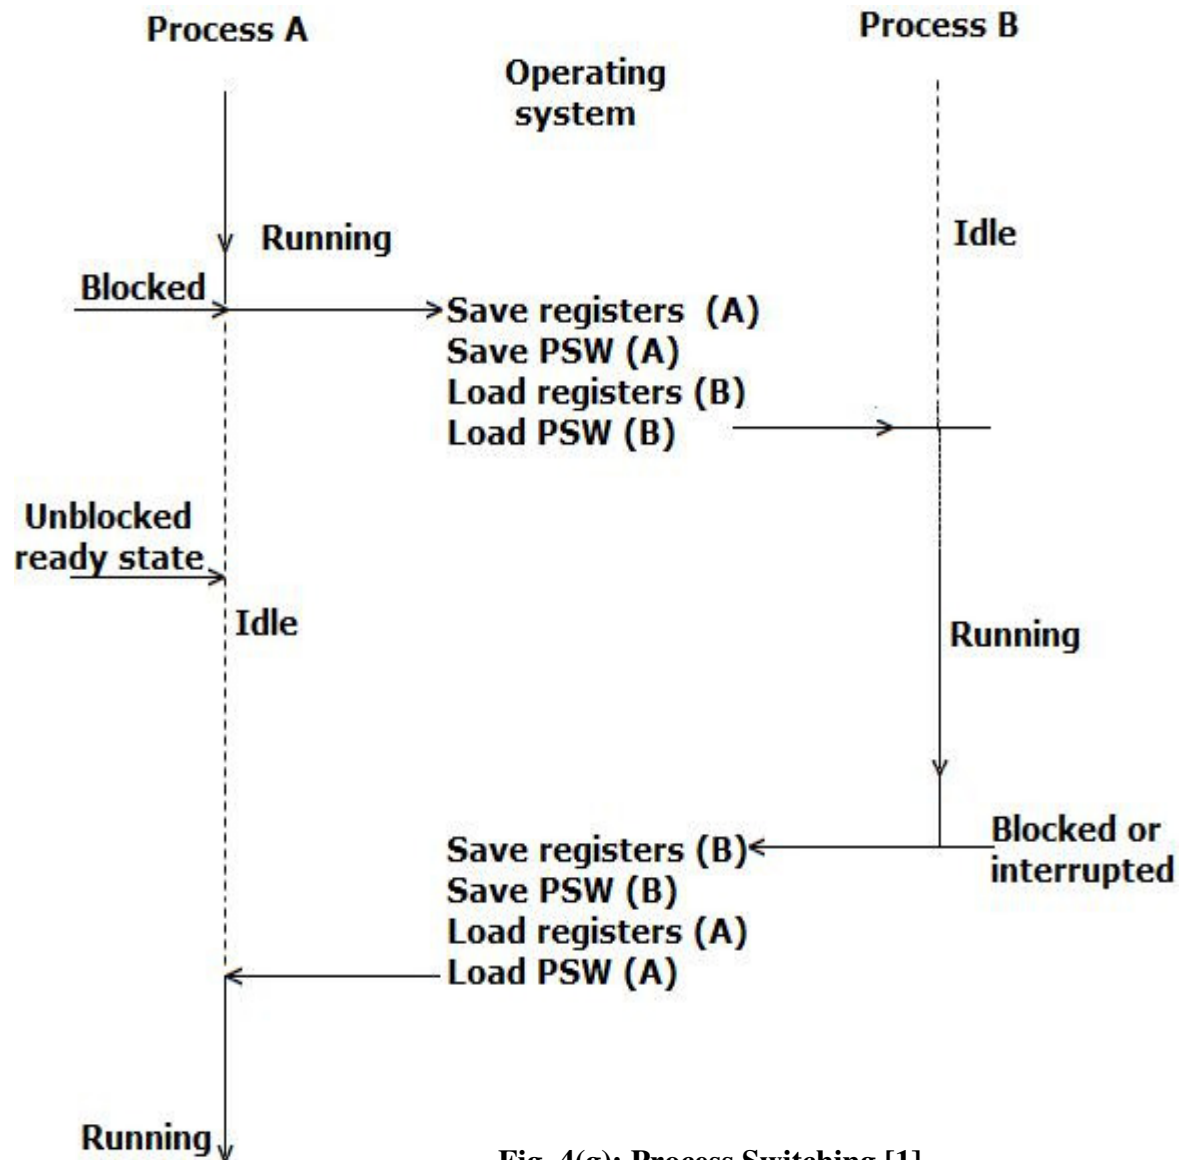 Process A
Process B
Operating
system
Running
Idle
Blocked
Save registers (A)
Save PSW (A)
Load registers (B)
Load PSW (B)
Unblocked
ready state
Idle
Running
Blocked or
interrupted
Save registers (B)
Save PSW (B)
Load registers (A)
Load PSW (A)
Running
Fig. 4(g): Process Switching [1]